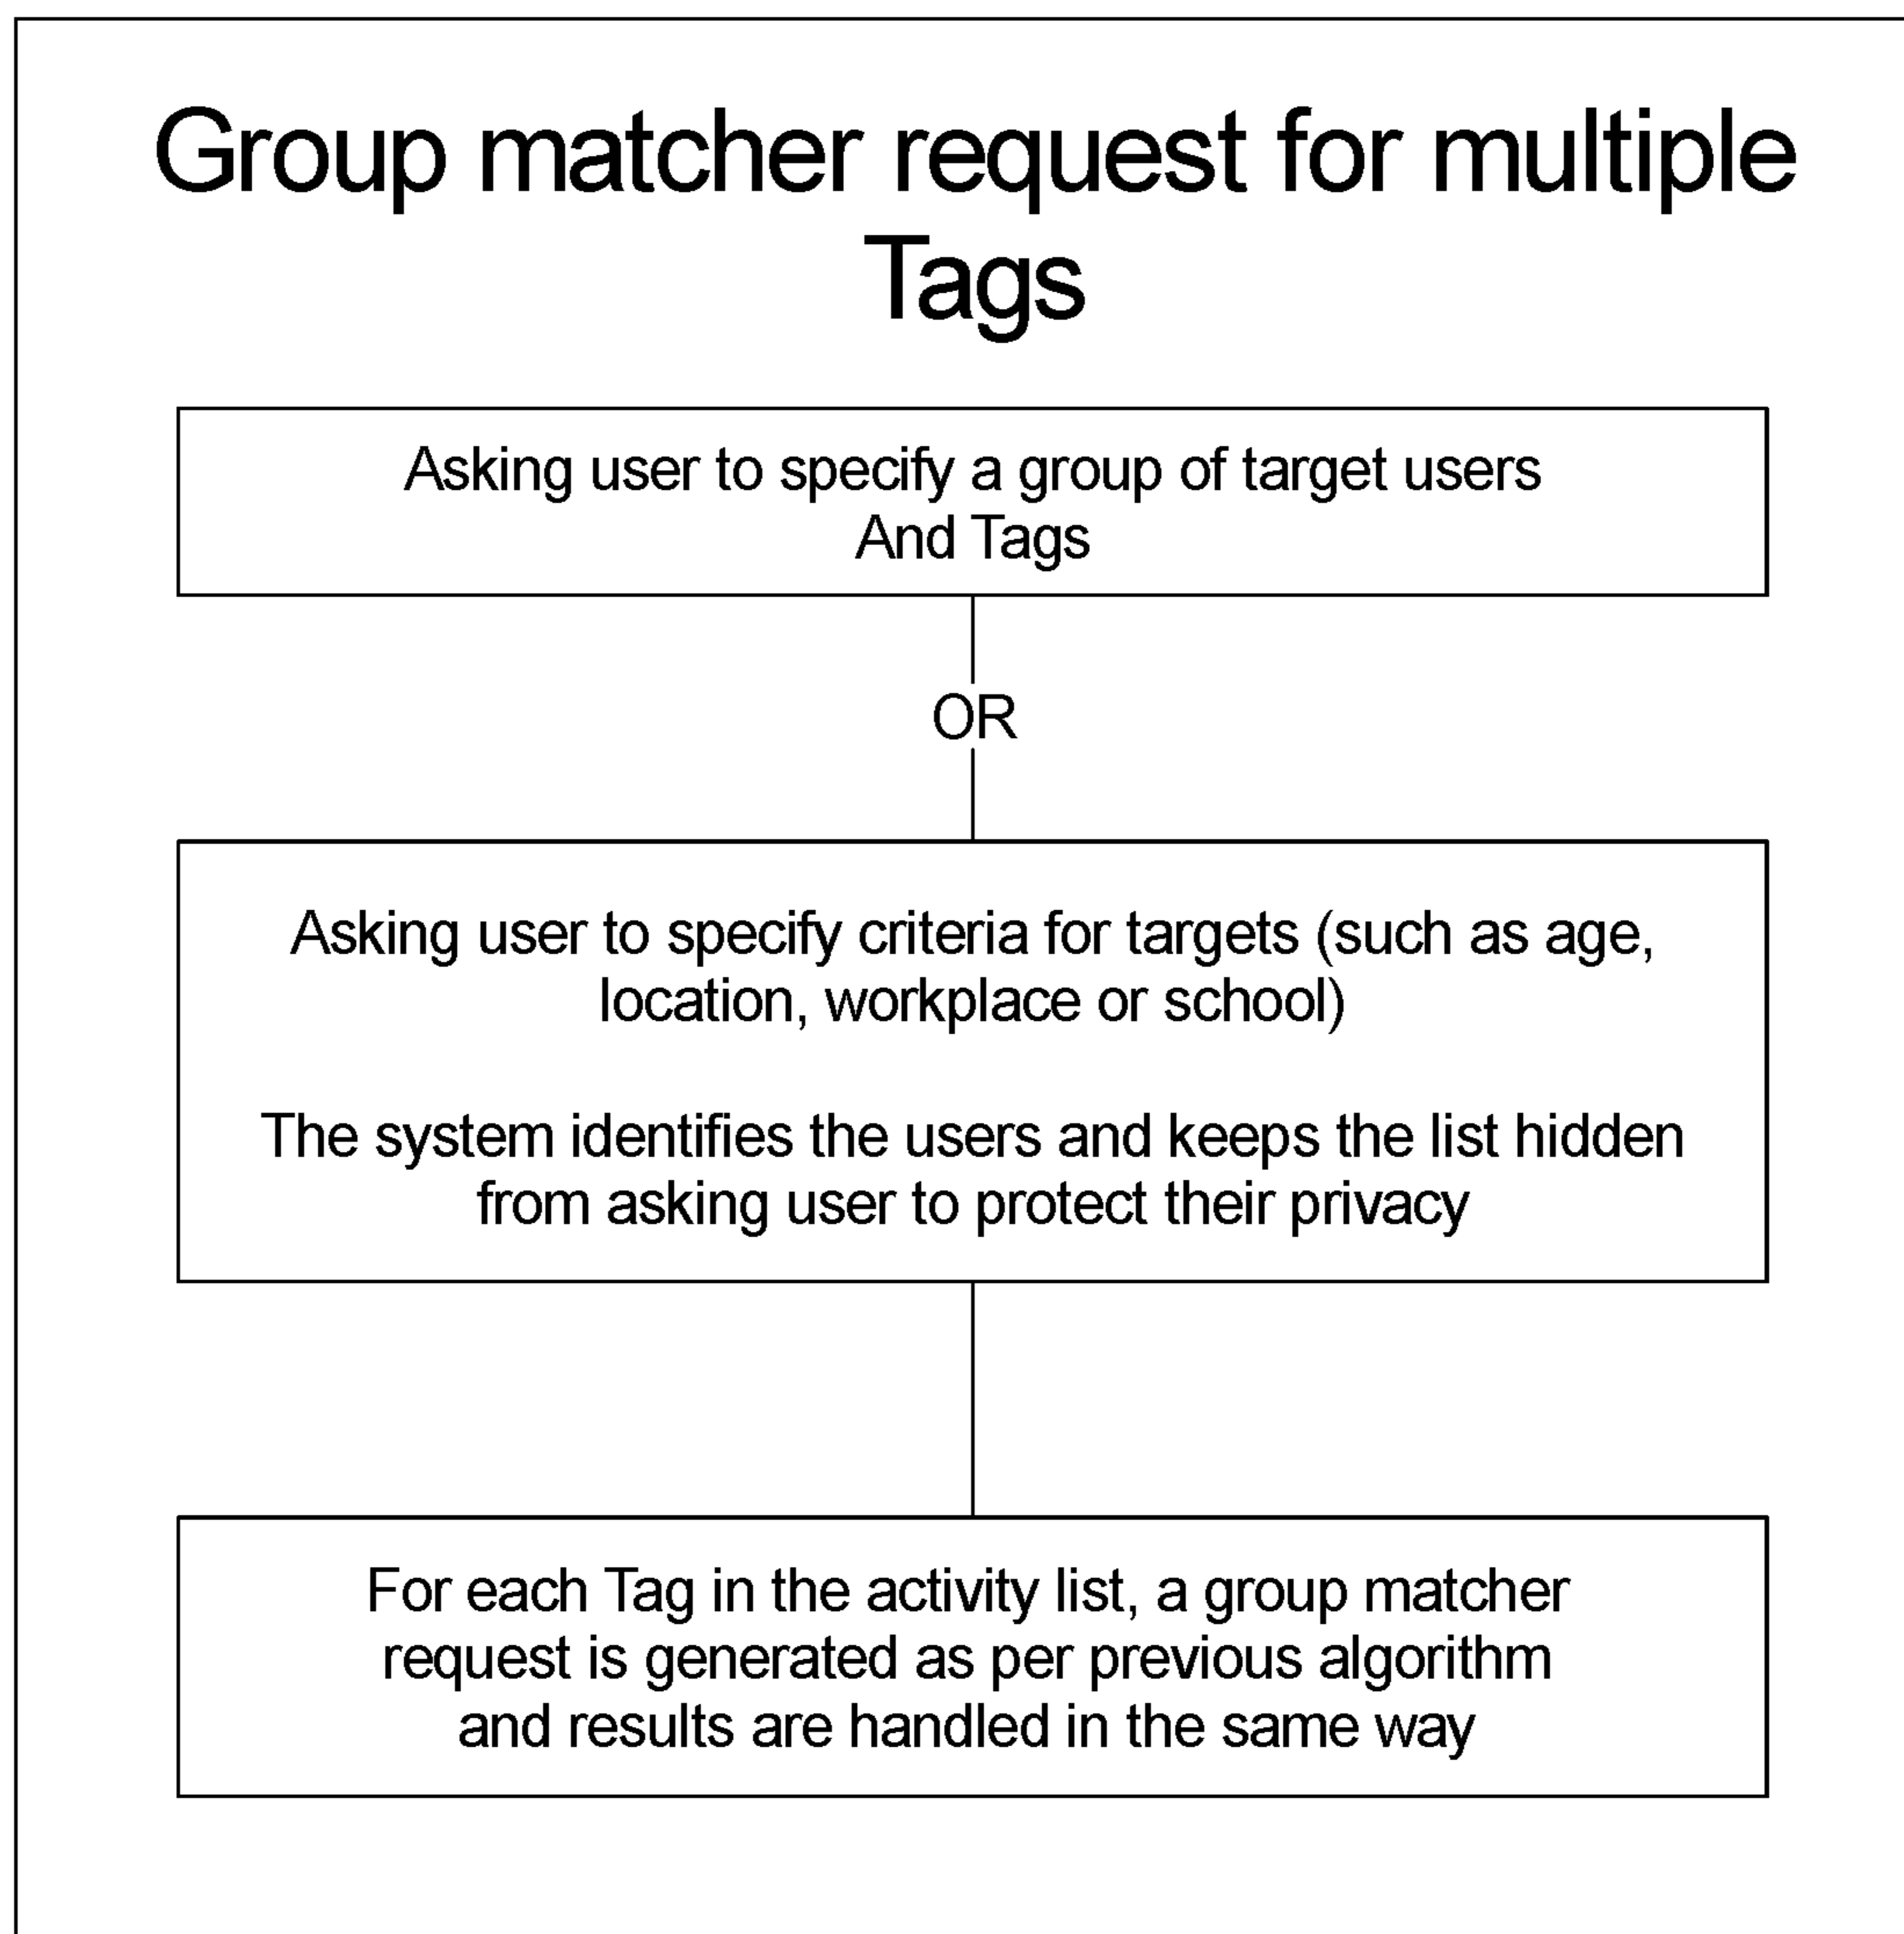 Group matcher request for multiple
Tags
Asking user to specify a group of target users
And Tags
OR
Asking user to specify criteria for targets (such as age,
location, workplace or school)
The system identifies the users and keeps the list hidden
from asking user to protect their privacy
For each Tag in the activity list, a group matcher
request is generated as per previous algorithm
and results are handled in the same way